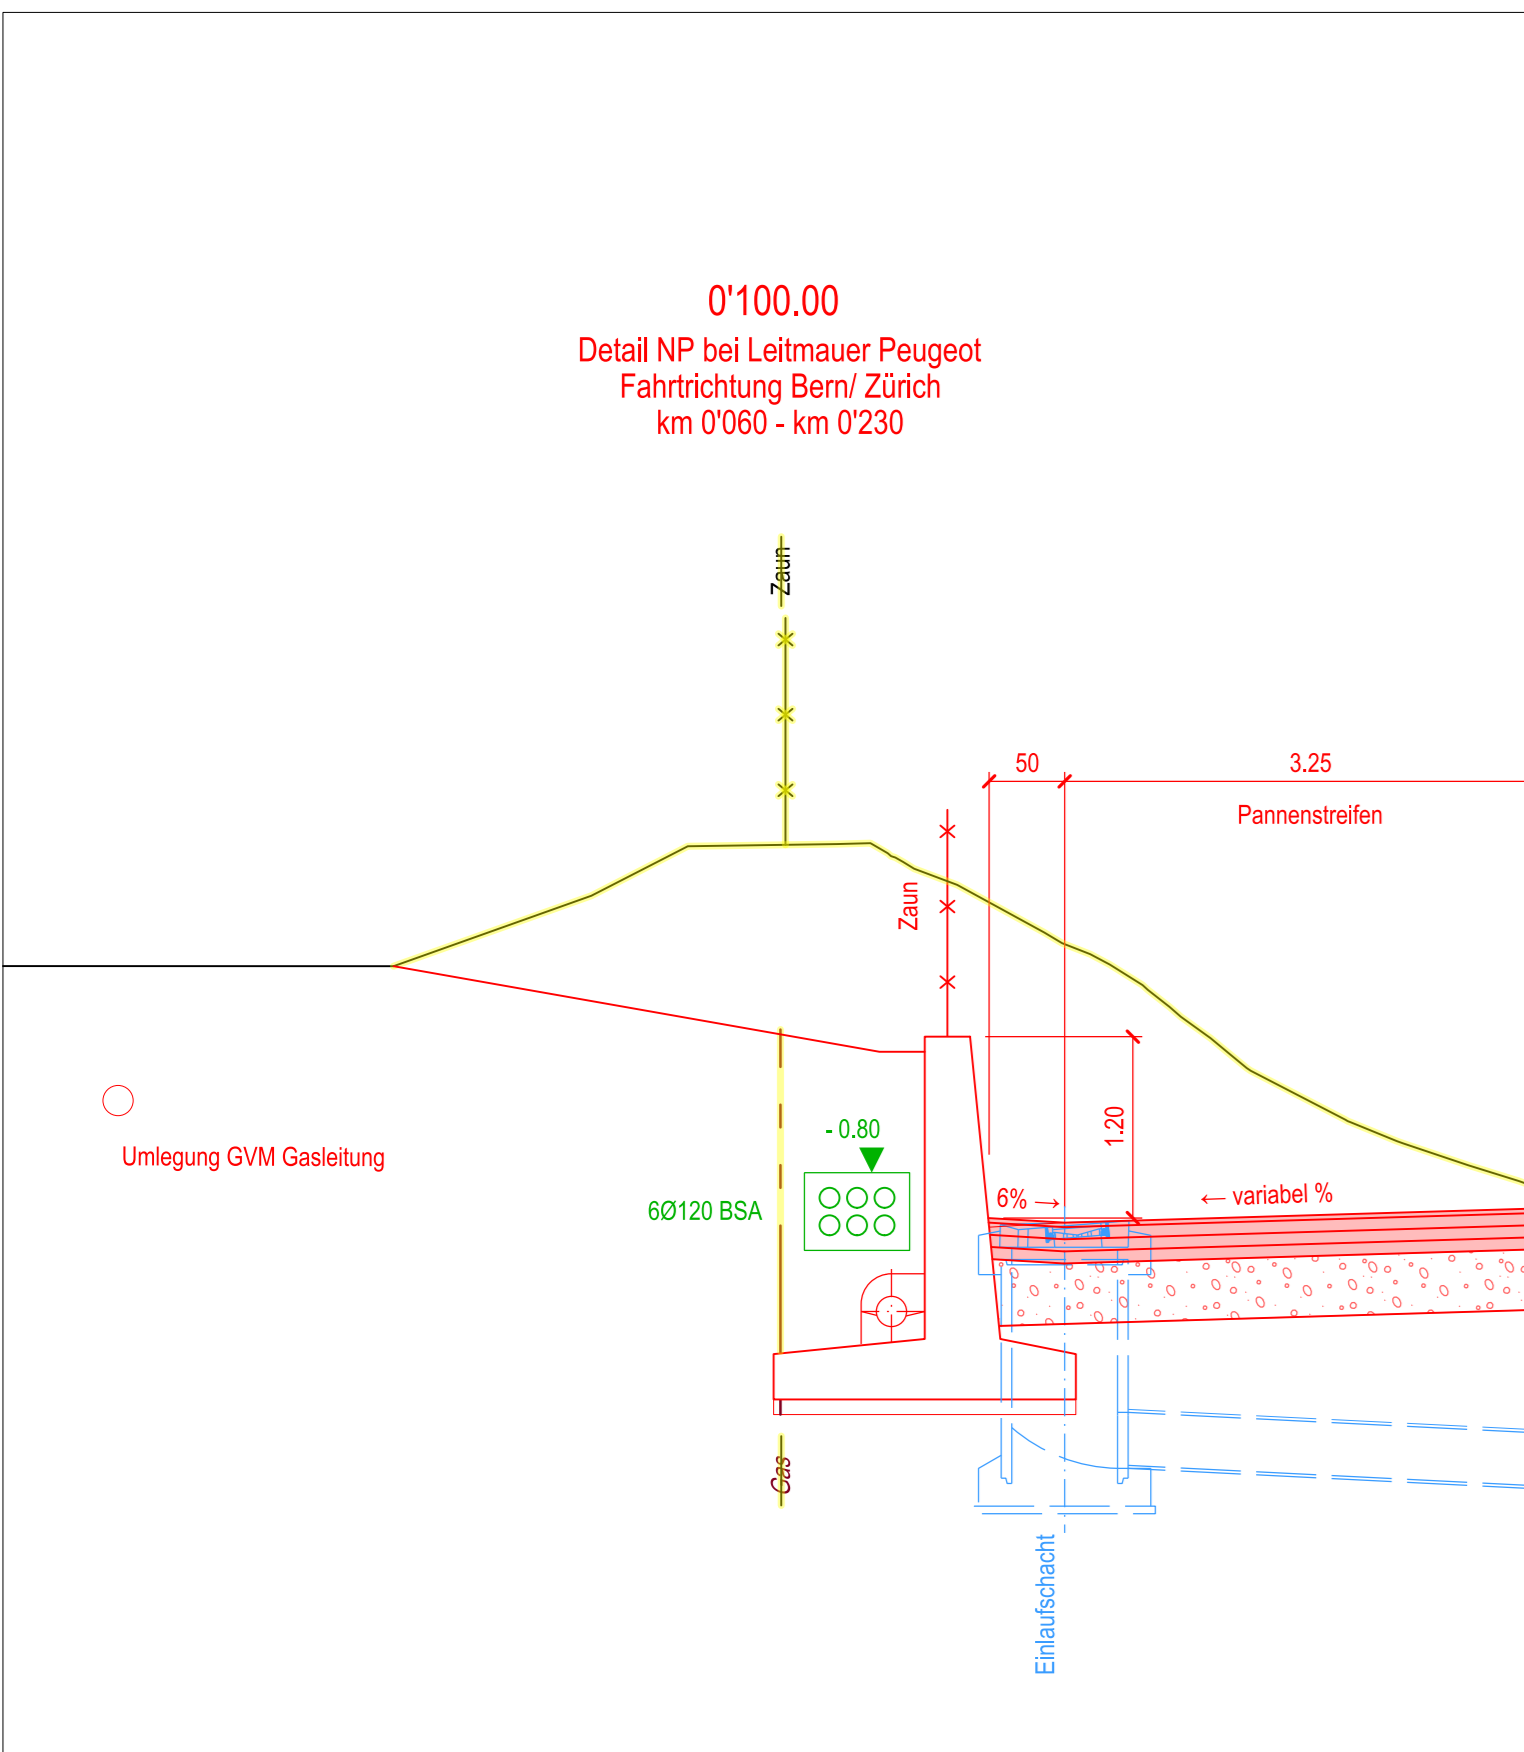 0'100.00
Detail NP bei Leitmauer Peugeot
Fahrtrichtung Bern/ Zürich
km 0'060 - km 0'230
Zaun
50
3.25
Pannenstreifen
Zaun
1.20
- 0.80
Umlegung GVM Gasleitung
6% →
← variabel %
6Ø120 BSA
Gas
Einlaufschacht